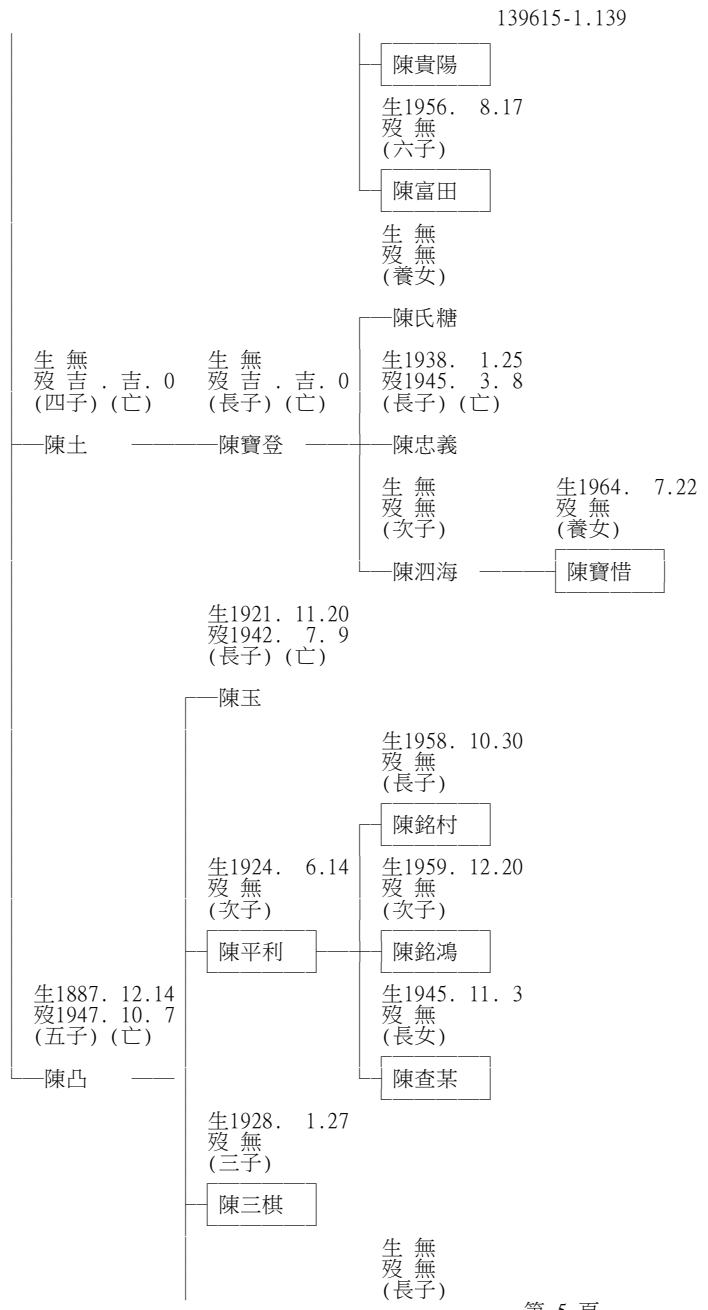 139615-1.139
陳貴陽
生1956. 8.17
歿 無
(六子)
陳富田
生 無
歿 無
(養女)
陳氏糖
生 無
歿 吉 . 吉. 0
(四子) (亡)
陳土
生 無
歿 吉 . 吉. 0
(長子) (亡)
陳寶登
生1938. 1.25
歿1945. 3. 8
(長子) (亡)
陳忠義
生 無
歿 無
(次子)
陳泗海
生1964. 7.22
歿 無
(養女)
陳寶惜
生1921. 11.20
歿1942. 7. 9
(長子) (亡)
陳玉
生1958. 10.30
歿 無
(長子)
陳銘村
生1924. 6.14
歿 無
(次子)
陳平利
生1959. 12.20
歿 無
(次子)
陳銘鴻
生1887. 12.14
歿1947. 10. 7
(五子) (亡)
陳凸
生1945. 11. 3
歿 無
(長女)
陳查某
生1928. 1.27
歿 無
(三子)
陳三棋
生 無
歿 無
(長子)
第 5 頁